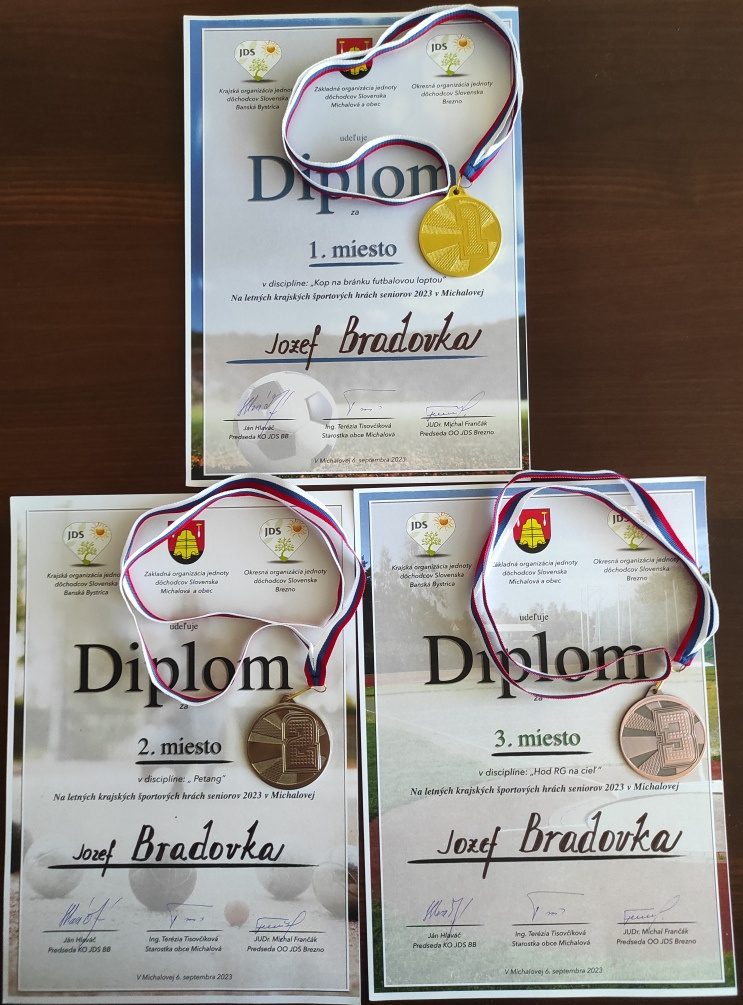 JDS
JDS
Krajská organizácia jednoty
dôchodcov Slovenska
Banská Bystrica
Základná organizácia jednoty
dôchodcov Slovenska
Michalová a obec
Okresná organizácia jednoty
dôchodcov Slovenska
Brezno
udeľuje
Diplom
za
1. miesto
v discipline: „Kop na bránku futbalovou loptou"
Na letných krajských športových hrách seniorov 2023 v Michalovej
Jozef Bradovka
Ján Hlaváč
Predseda KO JDS BB
Ing. Terézia Tisovčíková
Starostka obce Michalová
JUDr. Michal Frančák
Predseda OO JDS Brezno
V Michalovej 6. septembra 2023
1
JDS
JDS
Krajská organizácia jednoty
dôchodcov Slovenska
Banská Bystrica
Základná organizácia jednoty
dôchodcov Slovenska
Michalová a obec
Okresná organizácia jednoty
dôchodcov Slovenska
Brezno
udeľuje
Diplom
za
2. miesto
v discipline: „ Petang"
Na letných krajských športových hrách seniorov 2023 v Michalovej
Jozef Bradovka
Ján Hlaváč
Predseda KO JDS BB
Ing. Terézia Tisovčíková
Starostka obce Michalová
JUDr. Michal Frančák
Predseda OO JDS Brezno
V Michalovej 6. septembra 2023
2
JDS
JDS
Krajská organizácia jednoty
dôchodcov Slovenska
Banská Bystrica
Základná organizácia jednoty
dôchodcov Slovenska
Michalová a obec
Okresná organizácia jednoty
dôchodcov Slovenska
Brezno
udeľuje
Diplom
za
3. miesto
v discipline: „Hod RG na cieľ"
Na letných krajských športových hrách seniorov 2023 v Michalovej
Jozef Bradovka
Ján Hlaváč
Predseda KO JDS BB
Ing. Terézia Tisovčíková
Starostka obce Michalová
JUDr. Michal Frančák
Predseda OO JDS Brezno
V Michalovej 6. septembra 2023
3